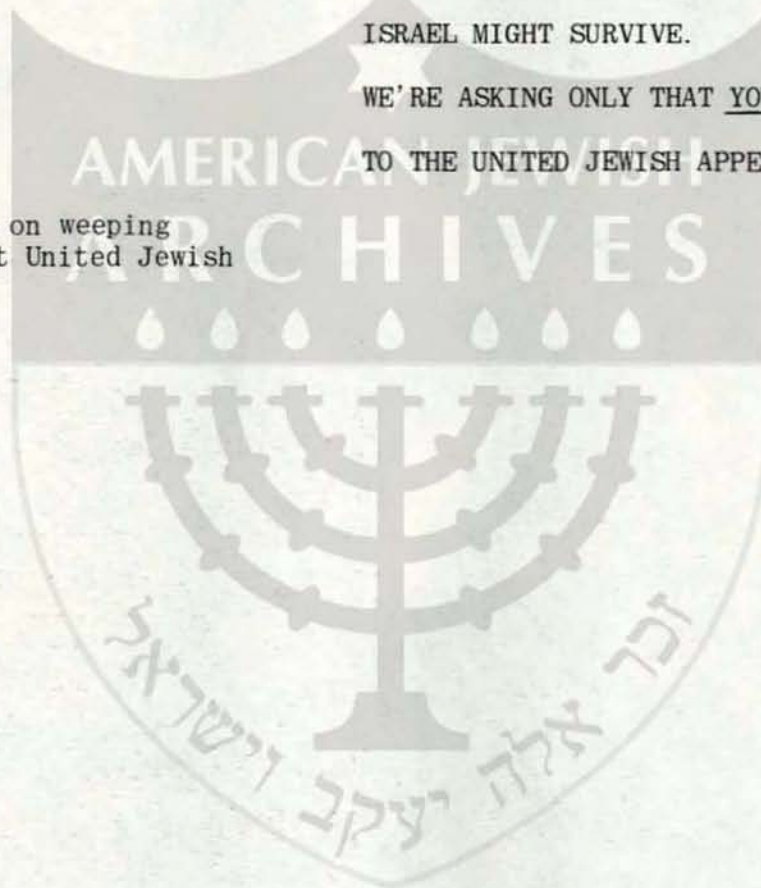 ISRAEL MIGHT SURVIVE.
WE'RE ASKING ONLY THAT YO
TO THE UNITED JEWISH APPE
on weeping
t United Jewish
AMERICAN JEWISH
ARCHIVES
זכר אלה יעקב וישראל